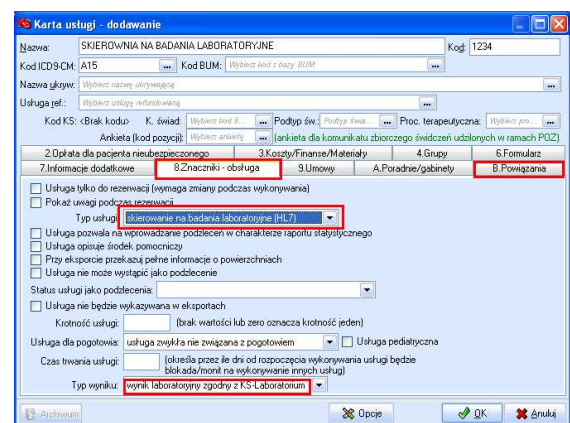 Karta usługi - dodawanie
Nazwa: SKIEROWNIA NA BADANIA LABORATORYJNE Kod: 1234
Kod ICD9-CM: A15 ... Kod BUM: Wybierz kod z bazy BUM ...
Nazwa ukryw: Wybierz nazwę ukrywającą ...
Usługa ref.: Wybierz usługę refundowaną ...
Kod KS: <Brak kodu> K. świad: Wybierz kod ś... ... Podtyp św.: Podtyp świa... ... Proc. terapeutyczna: Wybierz pro... ...
Ankieta (kod pozycji): Wybierz ankietę ... (ankieta dla komunikatu zbiorczego świdczeń udzilonych w ramach POZ)
2.Opłata dla pacjenta nieubezpieczonego 3.Koszty/Finanse/Materiały 4.Grupy 6.Formularz
7.Informacje dodatkowe 8.Znaczniki - obsługa 9.Umowy A.Poradnie/gabinety B.Powiązania
Usługa tylko do rezerwacji (wymaga zmiany podczas wykonywania)
Pokaż uwagi podczas rezerwacji
Typ usługi: skierowanie na badania laboratoryjne (HL7)
Usługa pozwala na wprowadzanie podzleceń w charakterze raportu statystycznego
Usługa opisuje środek pomocniczy
Przy eksporcie przekazuj pełne informacje o powierzchniach
Usługa nie może wystąpić jako podzlecenie
Status usługi jako podzlecenia:
Usługa nie będzie wykazywana w eksportach
Krotność usługi: (brak wartości lub zero oznacza krotność jeden)
Usługa dla pogotowia: usługa zwykła nie związana z pogotowiem Usługa pediatryczna
Czas trwania usługi: (określa przez ile dni od rozpoczęcia wykonywania usługi będzie
blokada/monit na wykonywanie innych usług)
Typ wyniku: wynik laboratoryjny zgodny z KS-Laboratorium
Archiwum Opcje OK Anuluj